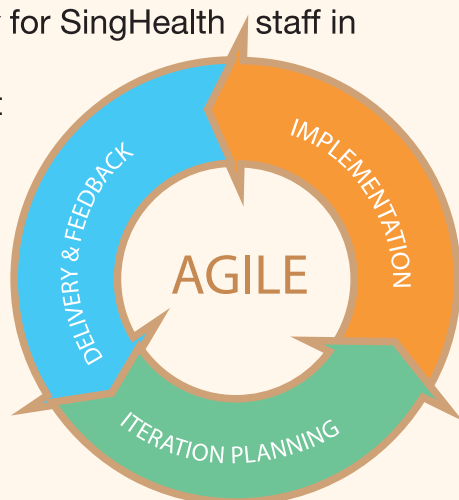 for SingHealth staff in
IMPLEMENTATION
DELIVERY & FEEDBACK
AGILE
ITERATION PLANNING